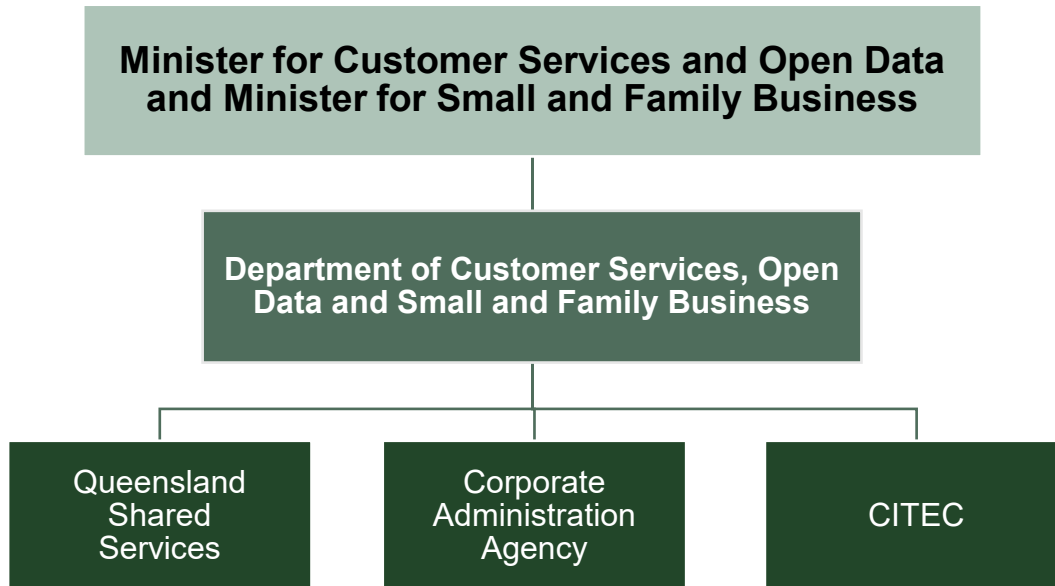 Minister for Customer Services and Open Data
and Minister for Small and Family Business
Department of Customer Services, Open
Data and Small and Family Business
Queensland
Shared
Services
Corporate
Administration
Agency
CITEC